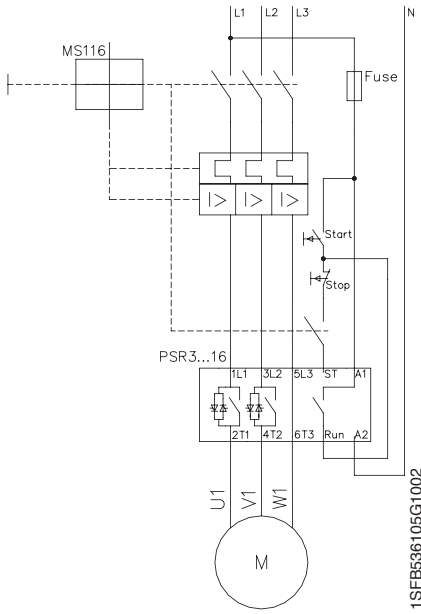 L1 L2 L3 N
MS116
Fuse
I> I> I>
Start
Stop
PSR3...16
1L1 3L2 5L3 ST A1
2T1 4T2 6T3 Run A2
U1 V1 W1
M
1SFB536105G1002